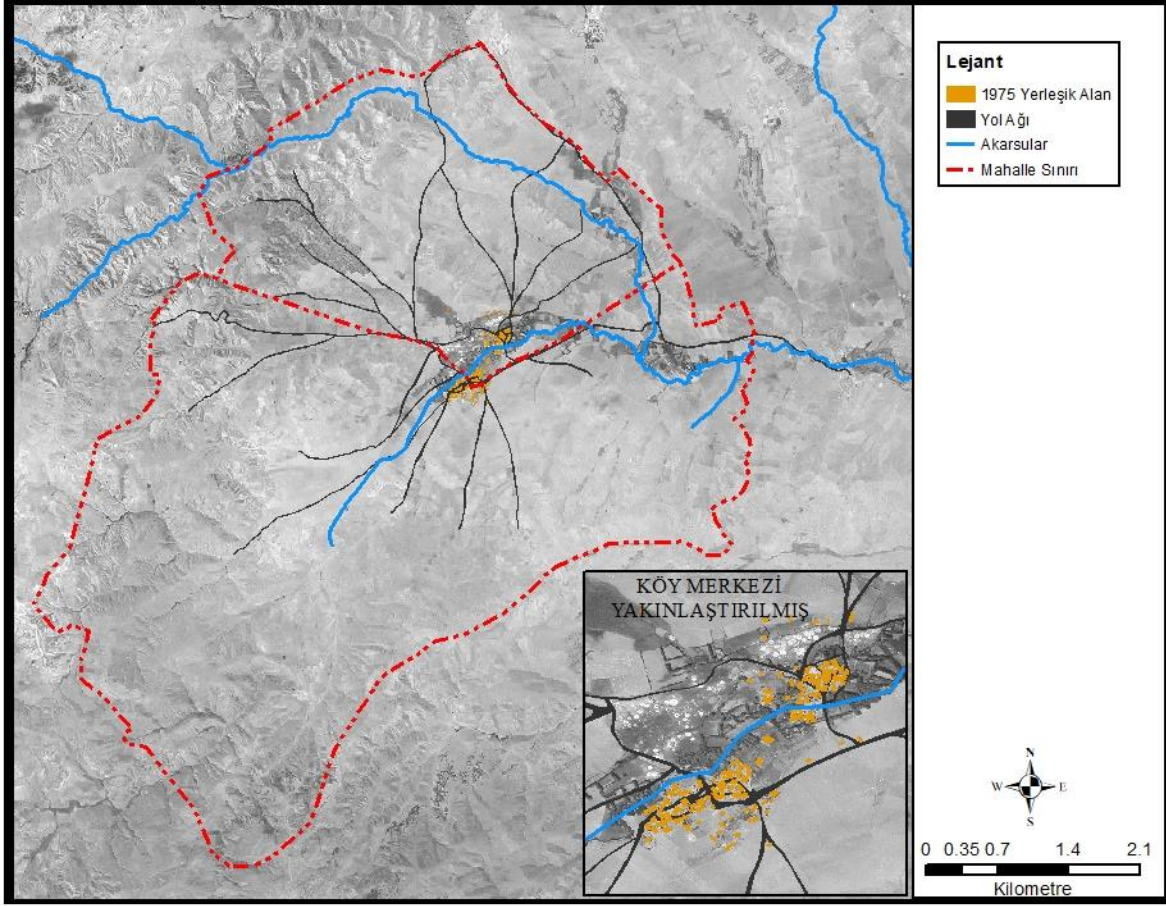 Lejant
1975 Yerleşik Alan
Yol Ağı
Akarsular
Mahalle Sınırı
KÖY MERKEZİ
YAKINLAŞTIRILMIŞ
N
W E
S
0 0.35 0.7 1.4 2.1
Kilometre